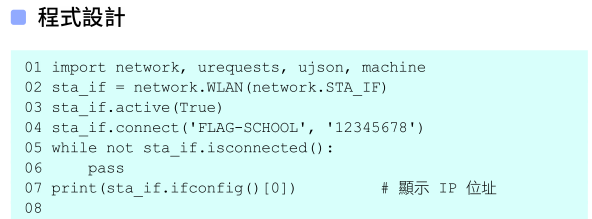 程式設計
01 import network, urequests, ujson, machine
02 sta_if = network.WLAN(network.STA_IF)
03 sta_if.active(True)
04 sta_if.connect('FLAG-SCHOOL', '12345678')
05 while not sta_if.isconnected():
06     pass
07 print(sta_if.ifconfig()[0])         # 顯示 IP 位址
08